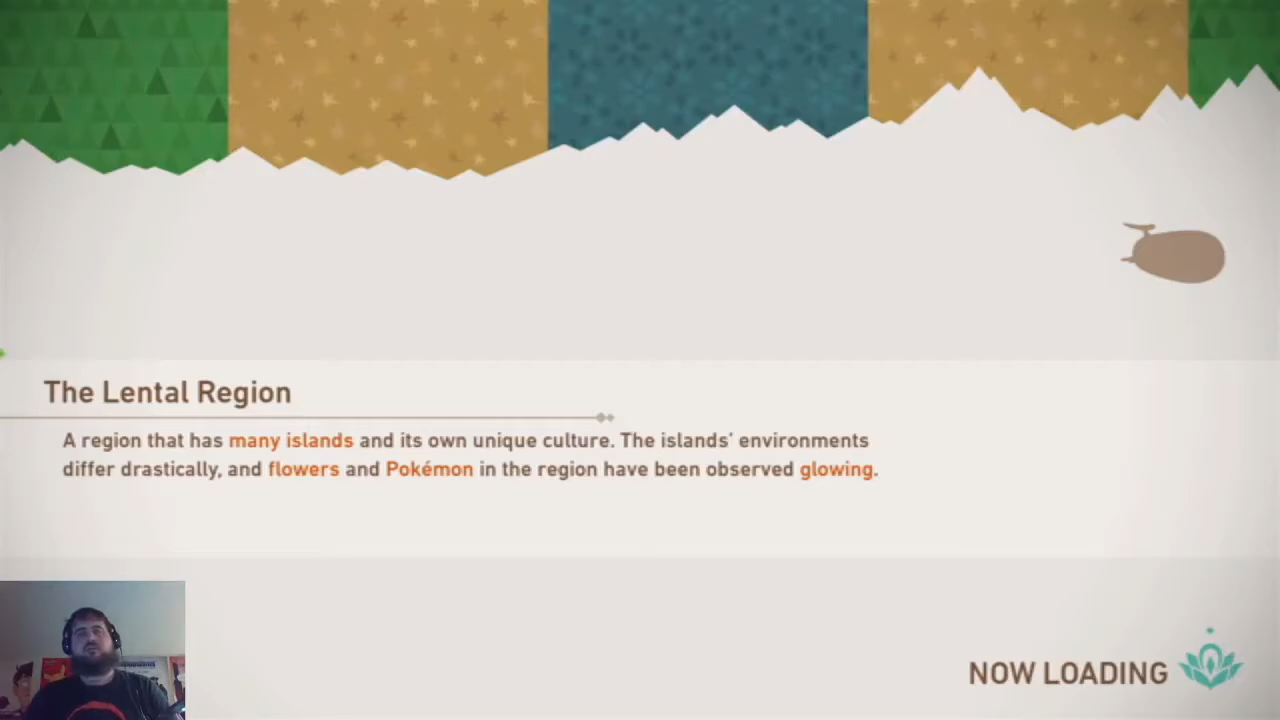 The Lental Region
A region that has many islands and its own unique culture. The islands' environments
differ drastically, and flowers and Pokémon in the region have been observed glowing.
NOW LOADING